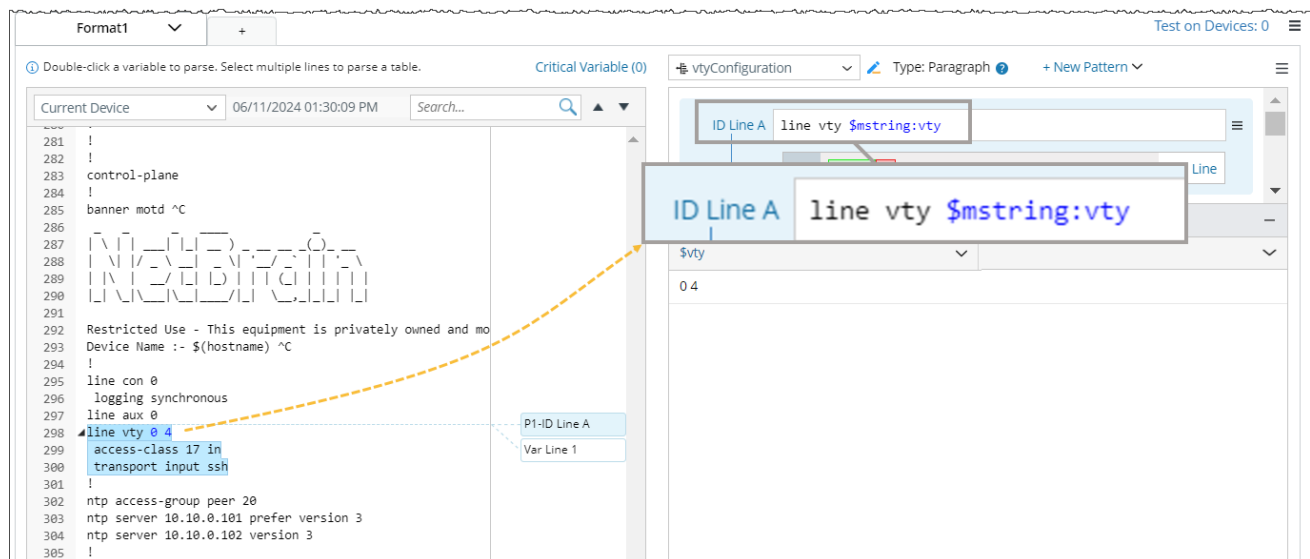 Format1
+
Test on Devices: 0
Double-click a variable to parse. Select multiple lines to parse a table.
Critical Variable (0)
vtyConfiguration
Type: Paragraph
+ New Pattern
Current Device
06/11/2024 01:30:09 PM
Search...
281 !
282 !
283 control-plane
284 !
285 banner motd ^C
286 _ _ _ ____ _
287
288
289
290
291
292 Restricted Use - This equipment is privately owned and mo
293 Device Name :- $(hostname) ^C
294 !
295 line con 0
296 logging synchronous
297 line aux 0
298 line vty 0 4
299 access-class 17 in
300 transport input ssh
301 !
302 ntp access-group peer 20
303 ntp server 10.10.0.101 prefer version 3
304 ntp server 10.10.0.102 version 3
305 !
P1-ID Line A
Var Line 1
ID Line A line vty $mstring:vty
Line
ID Line A line vty $mstring:vty
$vty
0 4